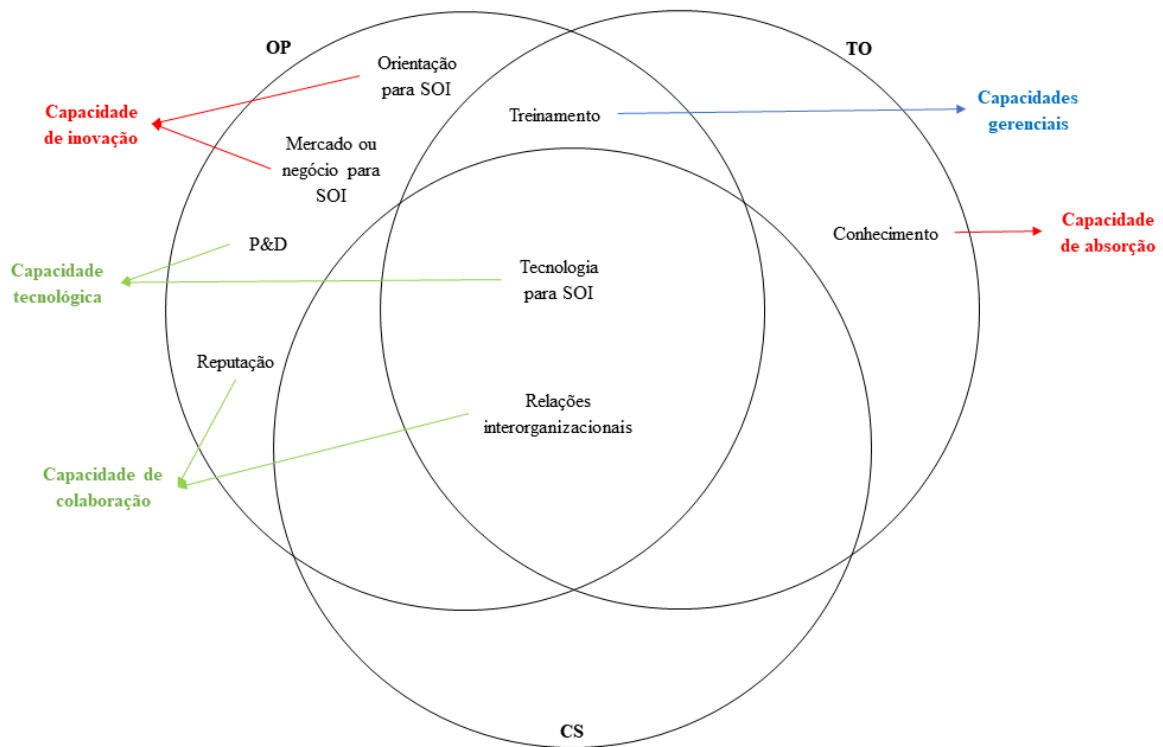 OP
TO
Orientação
para SOI
Capacidade
de inovação
Treinamento
Capacidades
gerenciais
Mercado ou
negócio para
SOI
P&D
Conhecimento
Capacidade
de absorção
Capacidade
tecnológica
Tecnologia
para SOI
Reputação
Relações
interorganizacionais
Capacidade de
colaboração
CS